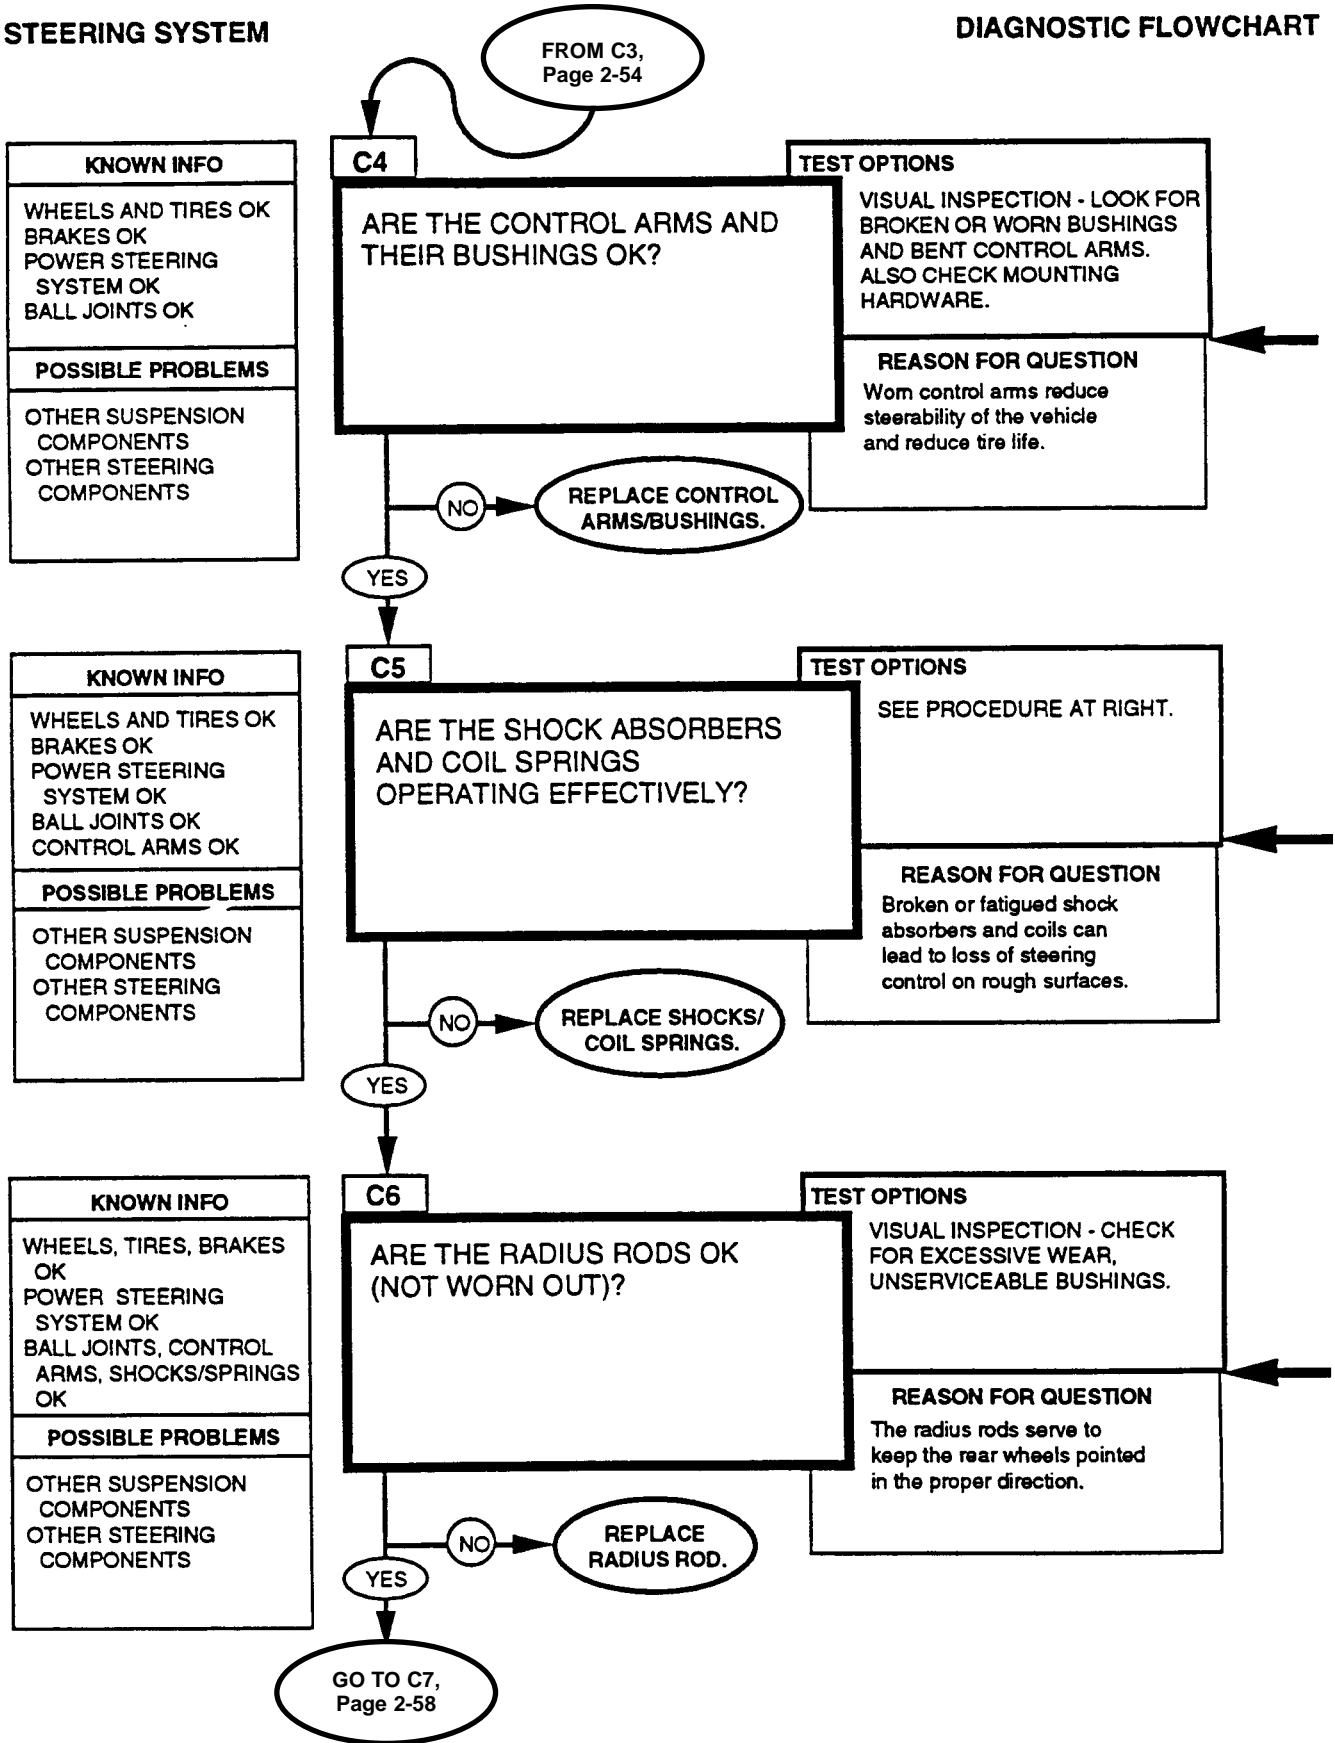 STEERING SYSTEM
DIAGNOSTIC FLOWCHART
FROM C3,
Page 2-54
KNOWN INFO
WHEELS AND TIRES OK
BRAKES OK
POWER STEERING
SYSTEM OK
BALL JOINTS OK
POSSIBLE PROBLEMS
OTHER SUSPENSION
COMPONENTS
OTHER STEERING
COMPONENTS
C4
ARE THE CONTROL ARMS AND
THEIR BUSHINGS OK?
TEST OPTIONS
VISUAL INSPECTION - LOOK FOR
BROKEN OR WORN BUSHINGS
AND BENT CONTROL ARMS.
ALSO CHECK MOUNTING
HARDWARE.
REASON FOR QUESTION
Worn control arms reduce
steerability of the vehicle
and reduce tire life.
NO
REPLACE CONTROL
ARMS/BUSHINGS.
YES
KNOWN INFO
WHEELS AND TIRES OK
BRAKES OK
POWER STEERING
SYSTEM OK
BALL JOINTS OK
CONTROL ARMS OK
POSSIBLE PROBLEMS
OTHER SUSPENSION
COMPONENTS
OTHER STEERING
COMPONENTS
C5
ARE THE SHOCK ABSORBERS
AND COIL SPRINGS
OPERATING EFFECTIVELY?
TEST OPTIONS
SEE PROCEDURE AT RIGHT.
REASON FOR QUESTION
Broken or fatigued shock
absorbers and coils can
lead to loss of steering
control on rough surfaces.
NO
REPLACE SHOCKS/
COIL SPRINGS.
YES
KNOWN INFO
WHEELS, TIRES, BRAKES
OK
POWER STEERING
SYSTEM OK
BALL JOINTS, CONTROL
ARMS, SHOCKS/SPRINGS
OK
POSSIBLE PROBLEMS
OTHER SUSPENSION
COMPONENTS
OTHER STEERING
COMPONENTS
C6
ARE THE RADIUS RODS OK
(NOT WORN OUT)?
TEST OPTIONS
VISUAL INSPECTION - CHECK
FOR EXCESSIVE WEAR,
UNSERVICEABLE BUSHINGS.
REASON FOR QUESTION
The radius rods serve to
keep the rear wheels pointed
in the proper direction.
NO
REPLACE
RADIUS ROD.
YES
GO TO C7,
Page 2-58